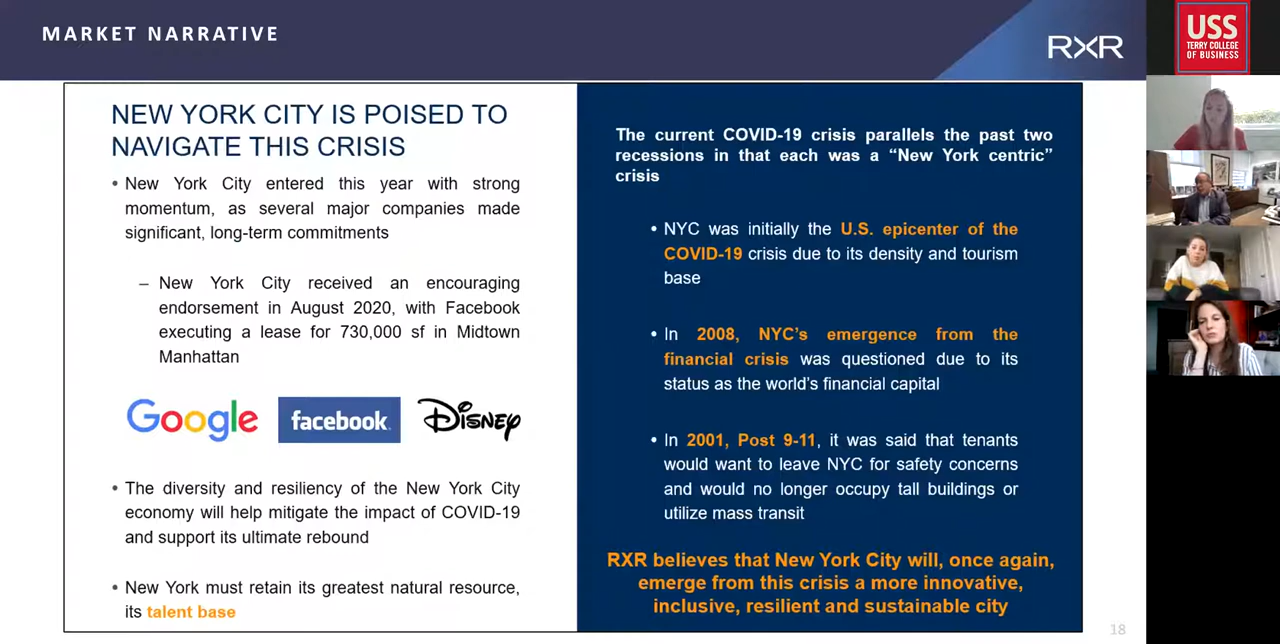 MARKET NARRATIVE
RXR
USS
TERRY COLLEGE
OF BUSINESS
NEW YORK CITY IS POISED TO
NAVIGATE THIS CRISIS
• New York City entered this year with strong
momentum, as several major companies made
significant, long-term commitments
– New York City received an encouraging
endorsement in August 2020, with Facebook
executing a lease for 730,000 sf in Midtown
Manhattan
Google facebook Disney
• The diversity and resiliency of the New York City
economy will help mitigate the impact of COVID-19
and support its ultimate rebound
• New York must retain its greatest natural resource,
its talent base
The current COVID-19 crisis parallels the past two
recessions in that each was a “New York centric”
crisis
• NYC was initially the U.S. epicenter of the
COVID-19 crisis due to its density and tourism
base
• In 2008, NYC’s emergence from the
financial crisis was questioned due to its
status as the world’s financial capital
• In 2001, Post 9-11, it was said that tenants
would want to leave NYC for safety concerns
and would no longer occupy tall buildings or
utilize mass transit
RXR believes that New York City will, once again,
emerge from this crisis a more innovative,
inclusive, resilient and sustainable city
18